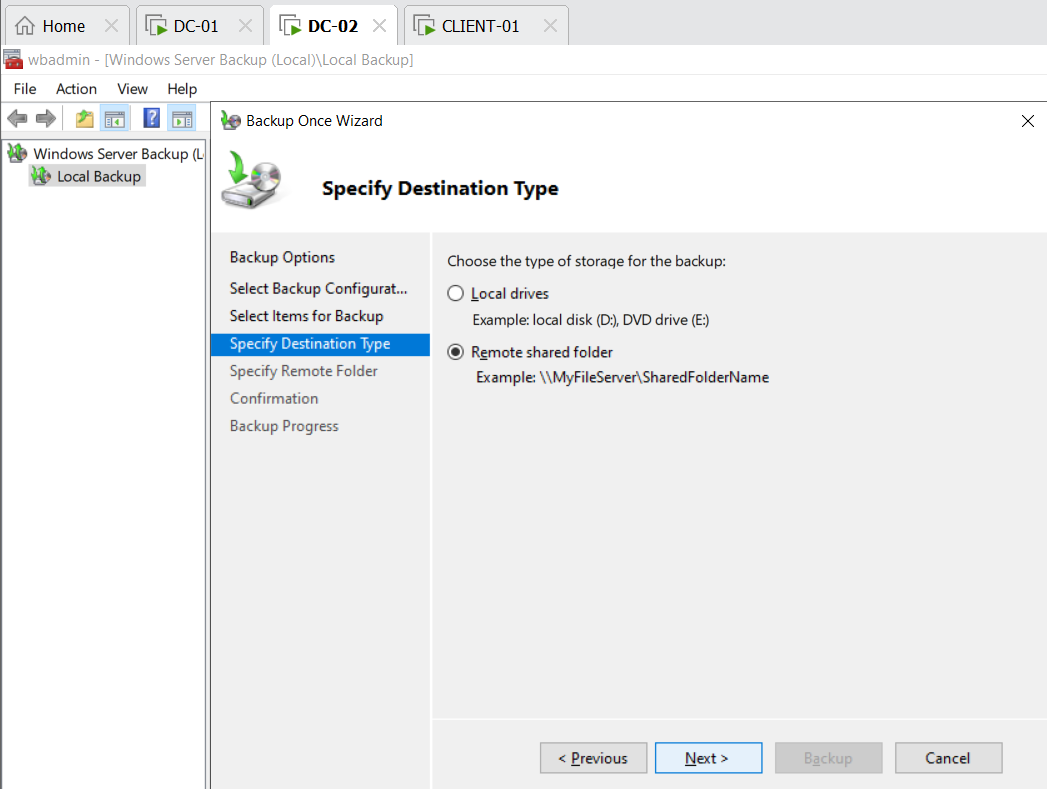 Home DC-01 DC-02 CLIENT-01
wbadmin - [Windows Server Backup (Local)\Local Backup]
File Action View Help
Windows Server Backup (L
Local Backup
Backup Once Wizard
Specify Destination Type
Backup Options
Select Backup Configurat...
Select Items for Backup
Specify Destination Type
Specify Remote Folder
Confirmation
Backup Progress
Choose the type of storage for the backup:
Local drives
Example: local disk (D:), DVD drive (E:)
Remote shared folder
Example: \\MyFileServer\SharedFolderName
< Previous Next > Backup Cancel